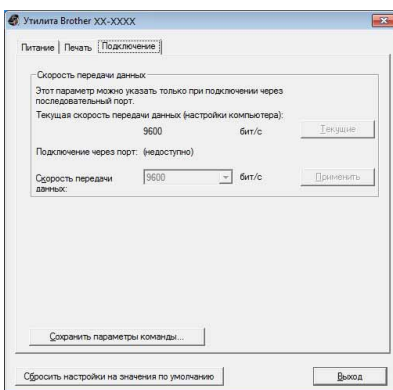 Утилита Brother XX-XXXX
Питание Печать Подключение
Скорость передачи данных
Этот параметр можно указать только при подключении через
последовательный порт.
Текущая скорость передачи данных (настройки компьютера):
9600 бит/с Текущие
Подключение через порт: (недоступно)
Скорость передачи
данных: 9600 бит/с Применить
Сохранить параметры команды...
Сбросить настройки на значения по умолчанию Выход